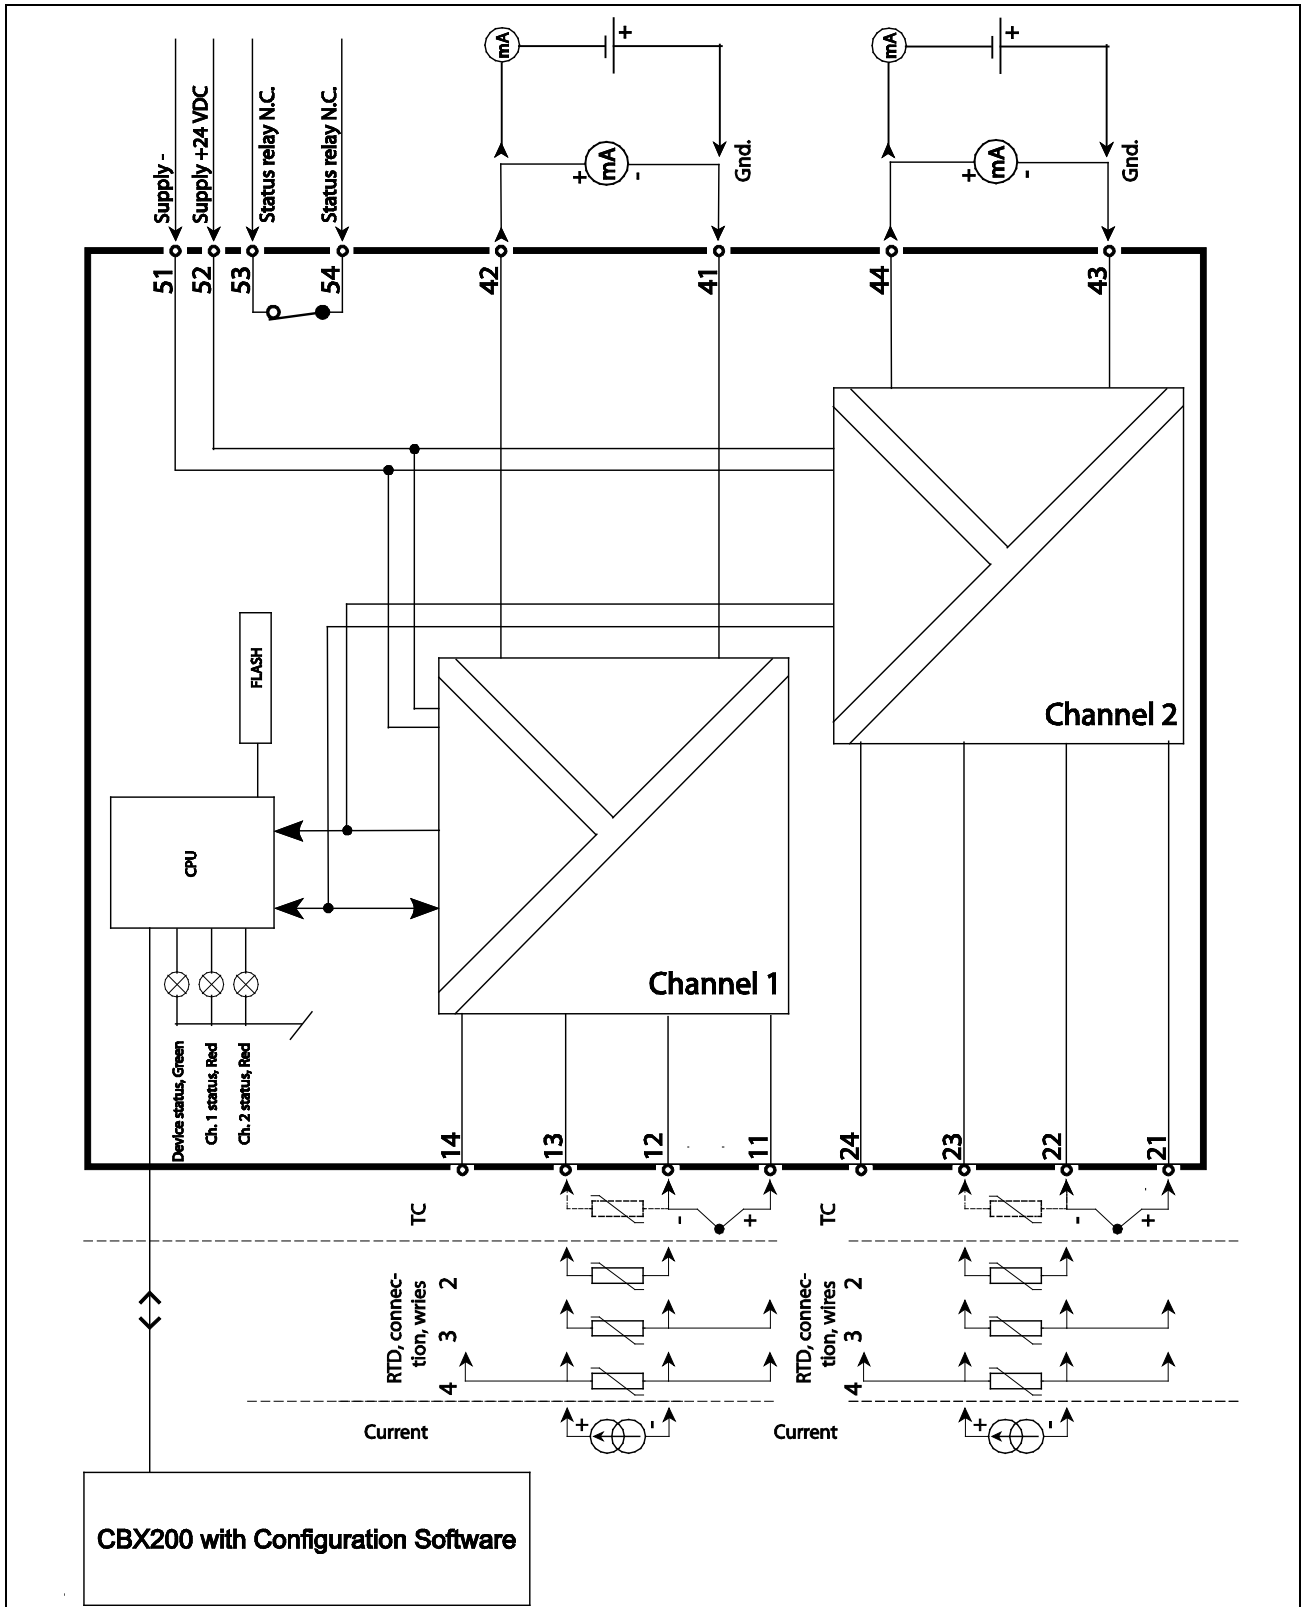 Supply -
Supply +24 VDC
Status relay N.C.
Status relay N.C.
mA
+
mA
+
+
mA
-
Gnd.
+
mA
-
Gnd.
51
52
53
54
42
41
44
43
FLASH
CPU
Channel 2
Channel 1
Device status, Green
Ch. 1 status, Red
Ch. 2 status, Red
14
13
12
11
24
23
22
21
TC
-
+
TC
-
+
RTD, connec-
tion, wries
2
3
4
RTD, connec-
tion, wires
2
3
4
Current
+
-
Current
+
-
CBX200 with Configuration Software